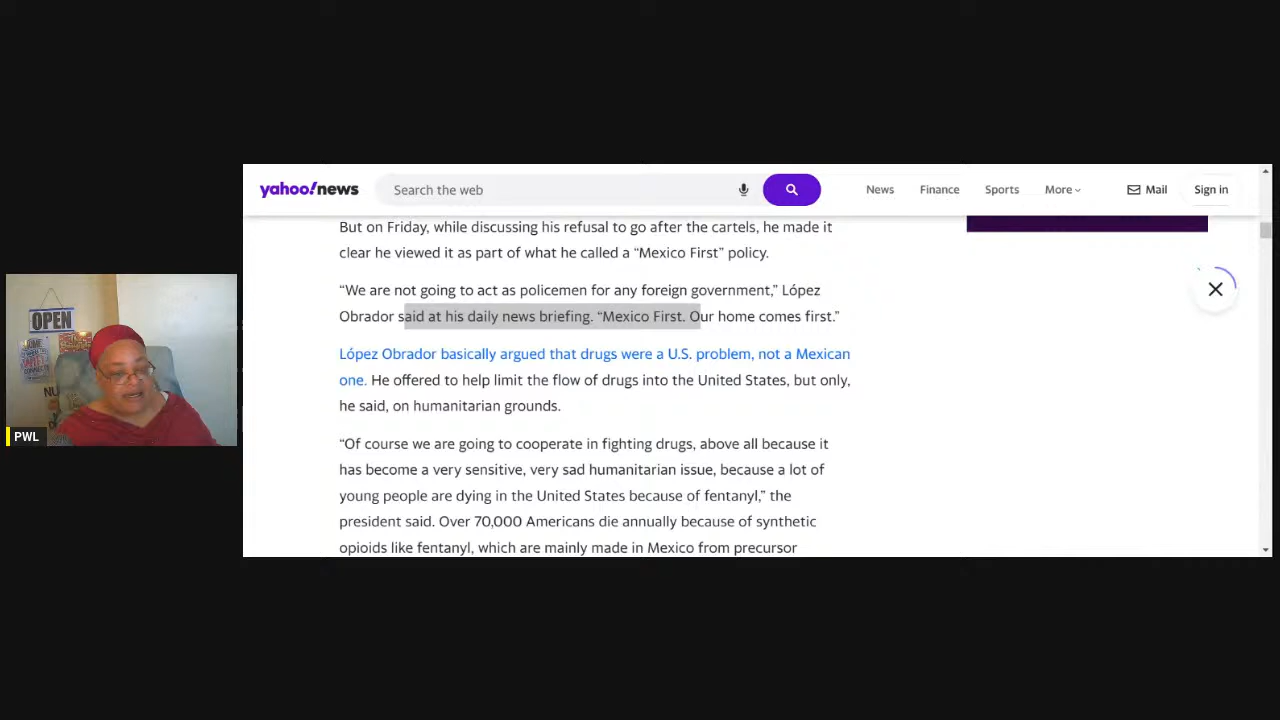 yahoo!news
Search the web
News Finance Sports More Mail Sign in
But on Friday, while discussing his refusal to go after the cartels, he made it
clear he viewed it as part of what he called a “Mexico First” policy.
“We are not going to act as policemen for any foreign government,” López
Obrador said at his daily news briefing. “Mexico First. Our home comes first.”
López Obrador basically argued that drugs were a U.S. problem, not a Mexican
one. He offered to help limit the flow of drugs into the United States, but only,
he said, on humanitarian grounds.
“Of course we are going to cooperate in fighting drugs, above all because it
has become a very sensitive, very sad humanitarian issue, because a lot of
young people are dying in the United States because of fentanyl,” the
president said. Over 70,000 Americans die annually because of synthetic
opioids like fentanyl, which are mainly made in Mexico from precursor
OPEN
PWL